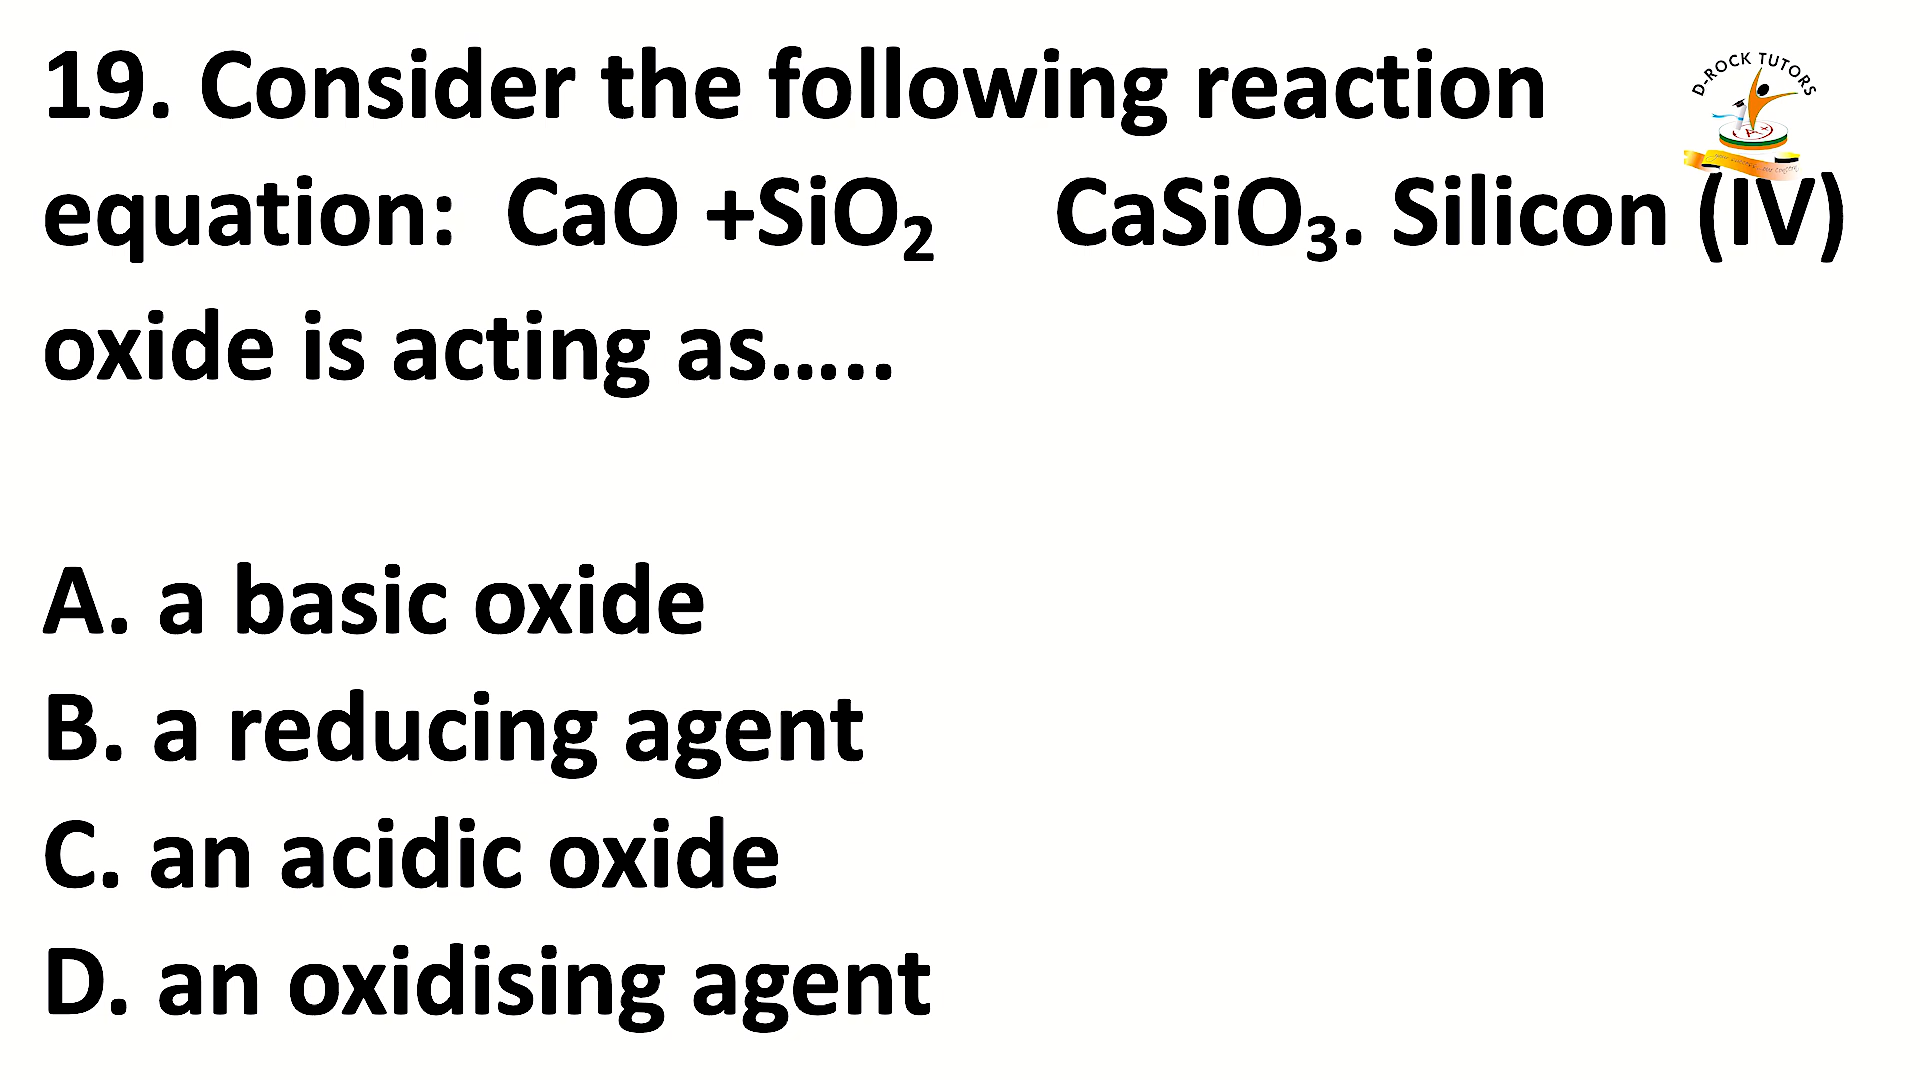 19. Consider the following reaction
equation: CaO +SiO₂ CaSiO₃. Silicon (IV)
oxide is acting as.....
A. a basic oxide
B. a reducing agent
C. an acidic oxide
D. an oxidising agent
D-ROCK TUTORS
A+